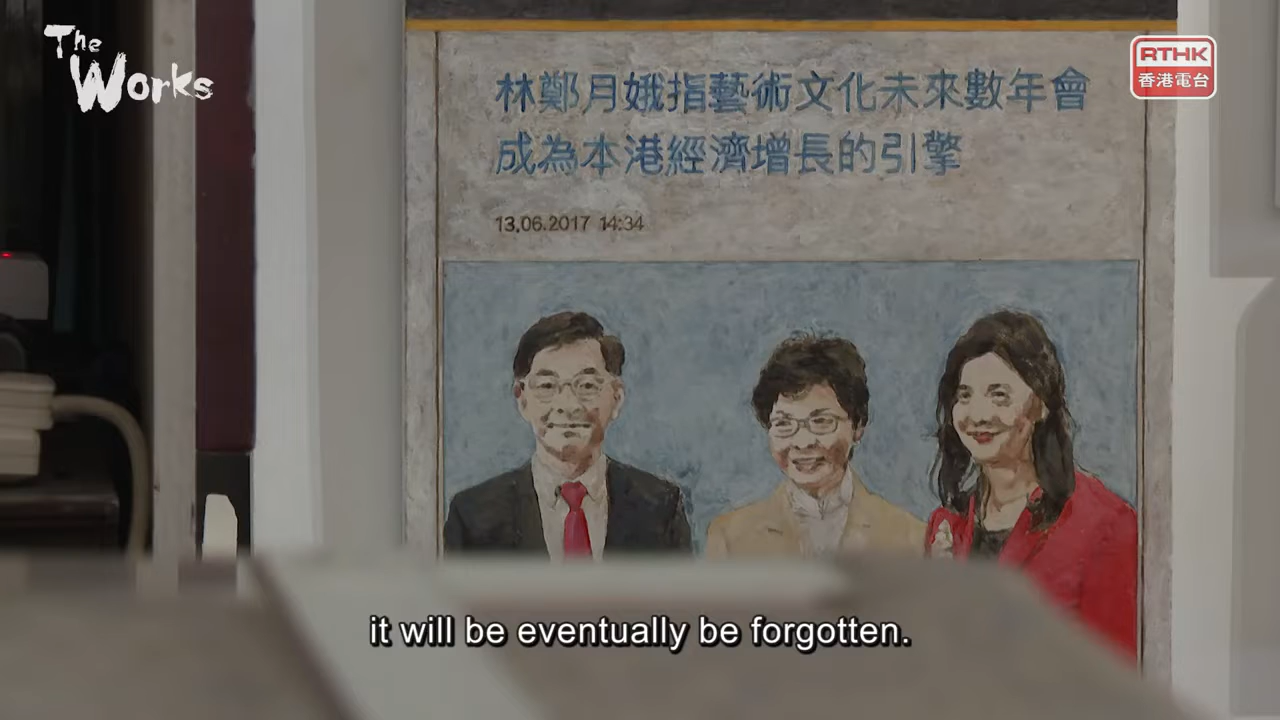 The
Works
RTHK
香港電台
林鄭月娥指藝術文化未來數年會
成為本港經濟增長的引擎
13.06.2017 14:34
it will be eventually be forgotten.